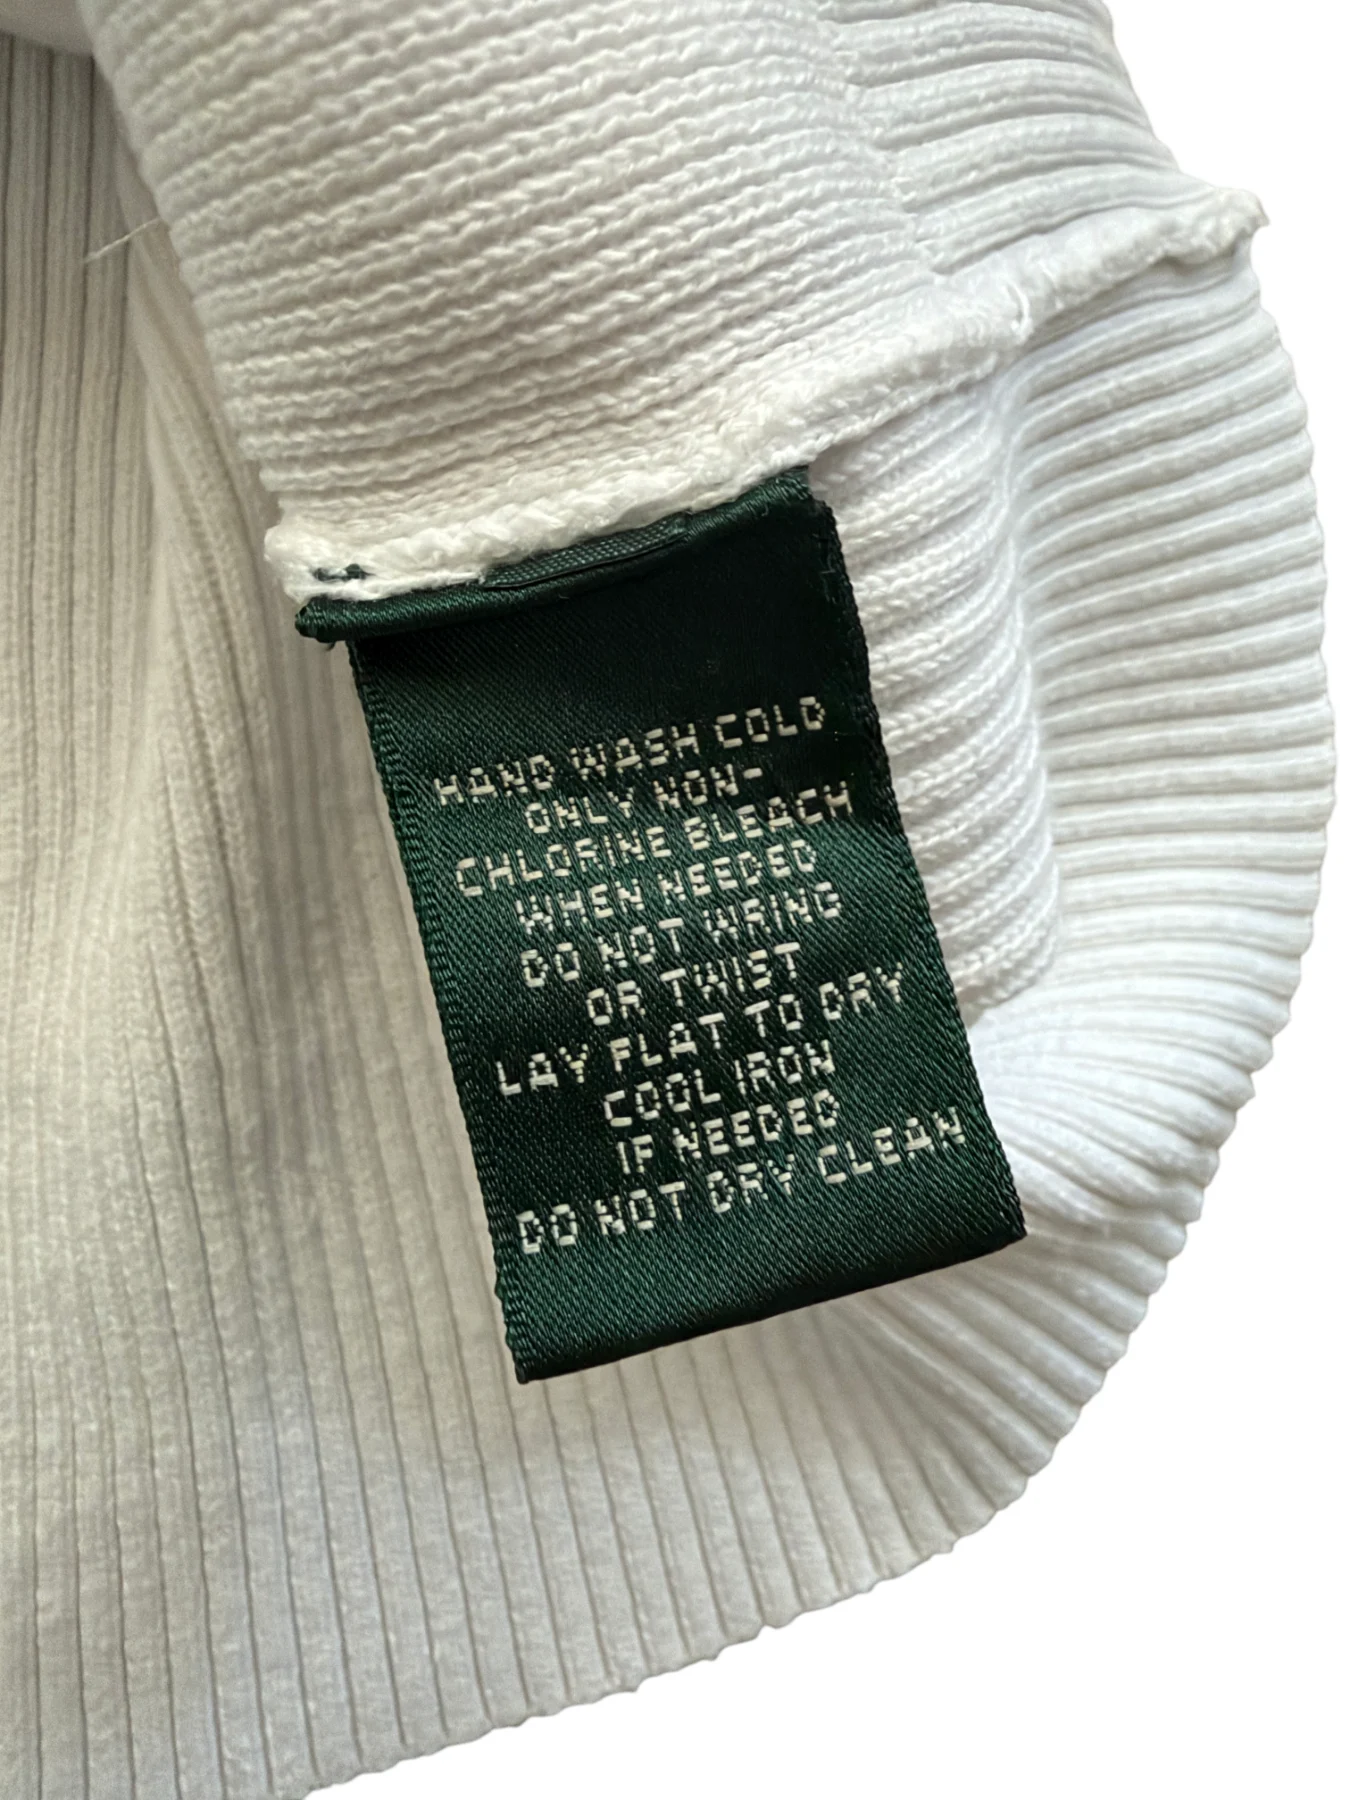 HAND WASH COLD
ONLY NON-
CHLORINE BLEACH
WHEN NEEDED
DO NOT WRING
OR TWIST
LAY FLAT TO DRY
COOL IRON
IF NEEDED
DO NOT DRY CLEAN